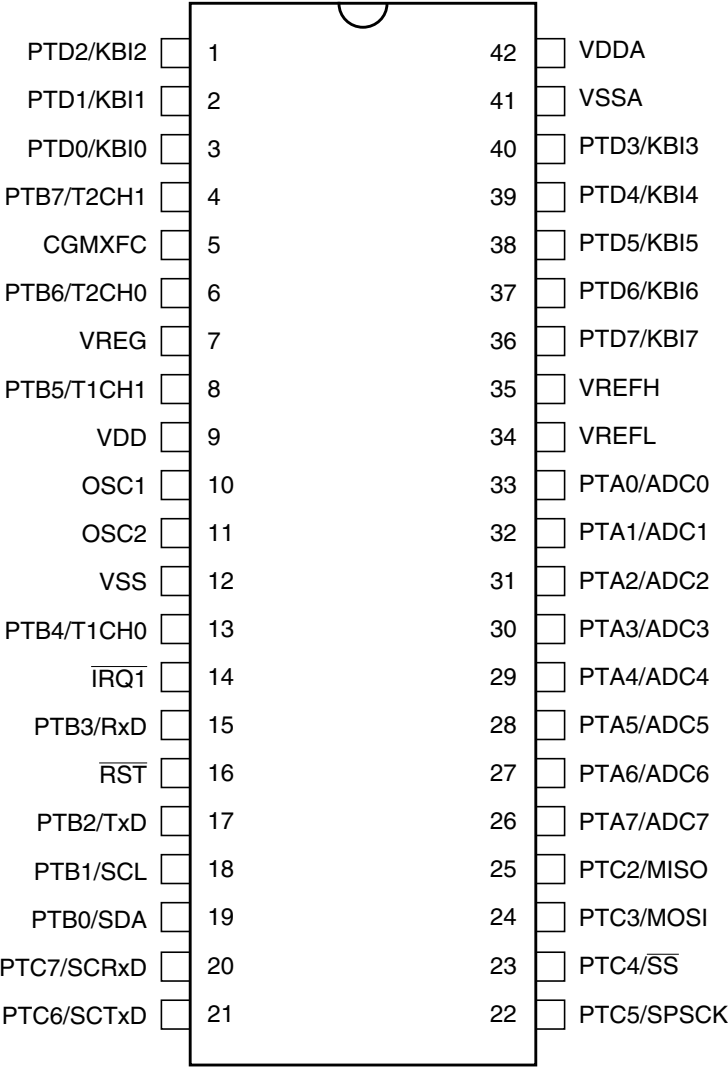 PTD2/KBI2 1 42 VDDA
PTD1/KBI1 2 41 VSSA
PTD0/KBI0 3 40 PTD3/KBI3
PTB7/T2CH1 4 39 PTD4/KBI4
CGMXFC 5 38 PTD5/KBI5
PTB6/T2CH0 6 37 PTD6/KBI6
VREG 7 36 PTD7/KBI7
PTB5/T1CH1 8 35 VREFH
VDD 9 34 VREFL
OSC1 10 33 PTA0/ADC0
OSC2 11 32 PTA1/ADC1
VSS 12 31 PTA2/ADC2
PTB4/T1CH0 13 30 PTA3/ADC3
I̅R̅Q̅1̅ 14 29 PTA4/ADC4
PTB3/RxD 15 28 PTA5/ADC5
R̅S̅T̅ 16 27 PTA6/ADC6
PTB2/TxD 17 26 PTA7/ADC7
PTB1/SCL 18 25 PTC2/MISO
PTB0/SDA 19 24 PTC3/MOSI
PTC7/SCRxD 20 23 PTC4/S̅S̅
PTC6/SCTxD 21 22 PTC5/SPSCK